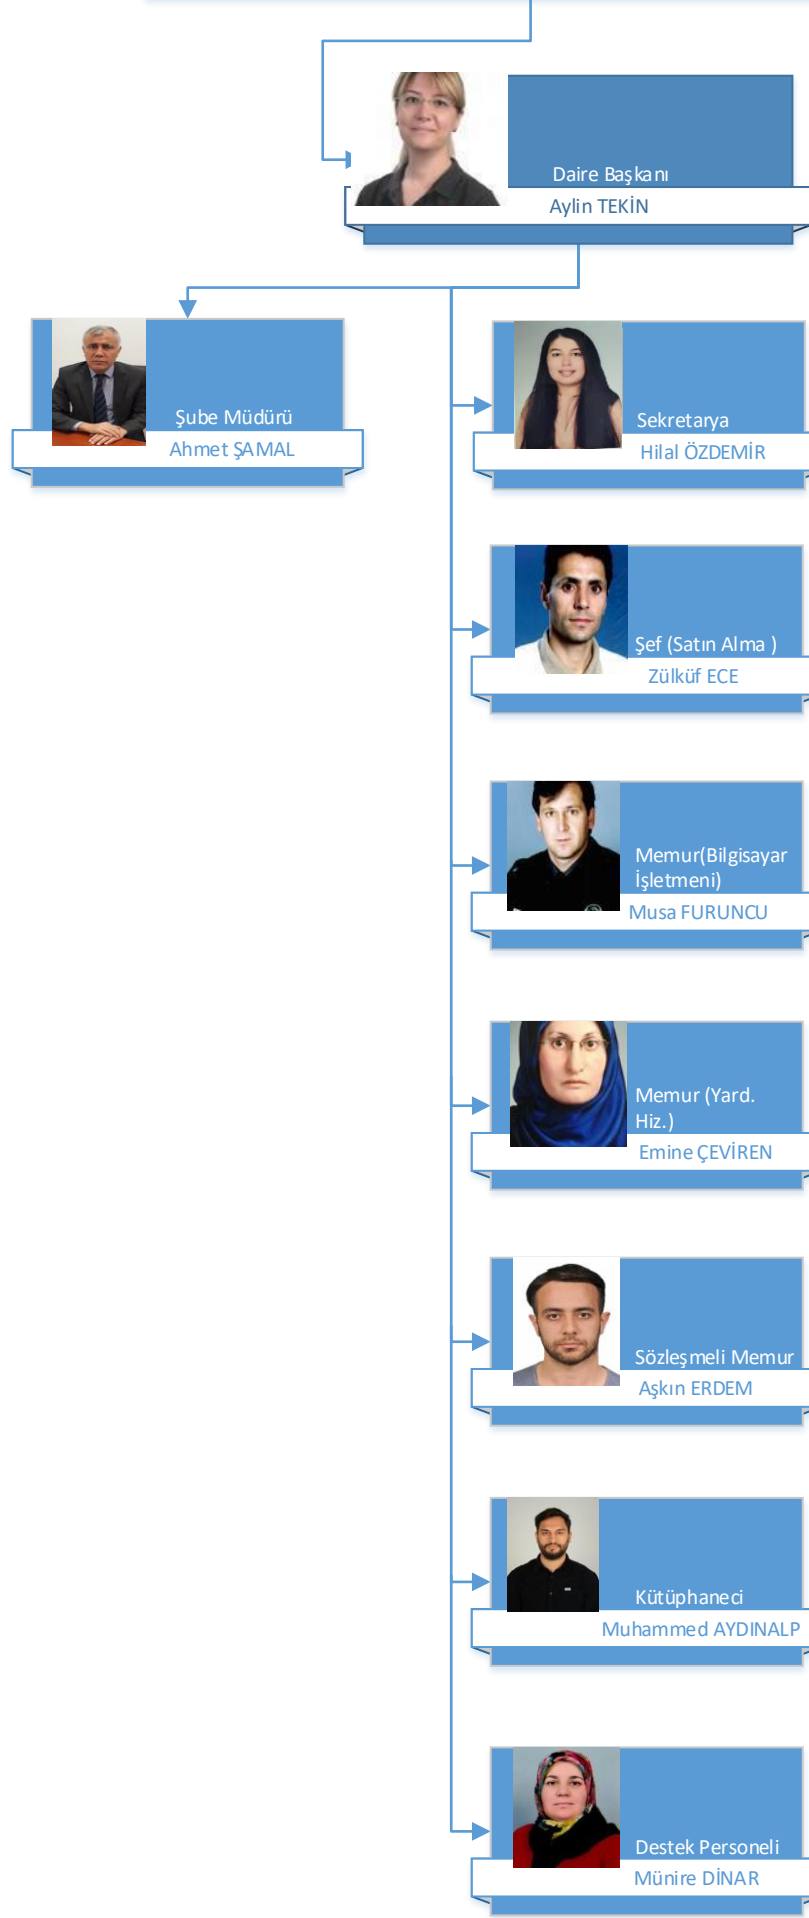 Daire Başkanı
Aylin TEKİN
Şube Müdürü
Ahmet ŞAMAL
Sekretarya
Hilal ÖZDEMİR
Şef (Satın Alma )
Zülküf ECE
Memur(Bilgisayar
İşletmeni)
Musa FURUNCU
Memur (Yard.
Hiz.)
Emine ÇEVİREN
Sözleşmeli Memur
Aşkın ERDEM
Kütüphaneci
Muhammed AYDINALP
Destek Personeli
Münire DİNAR